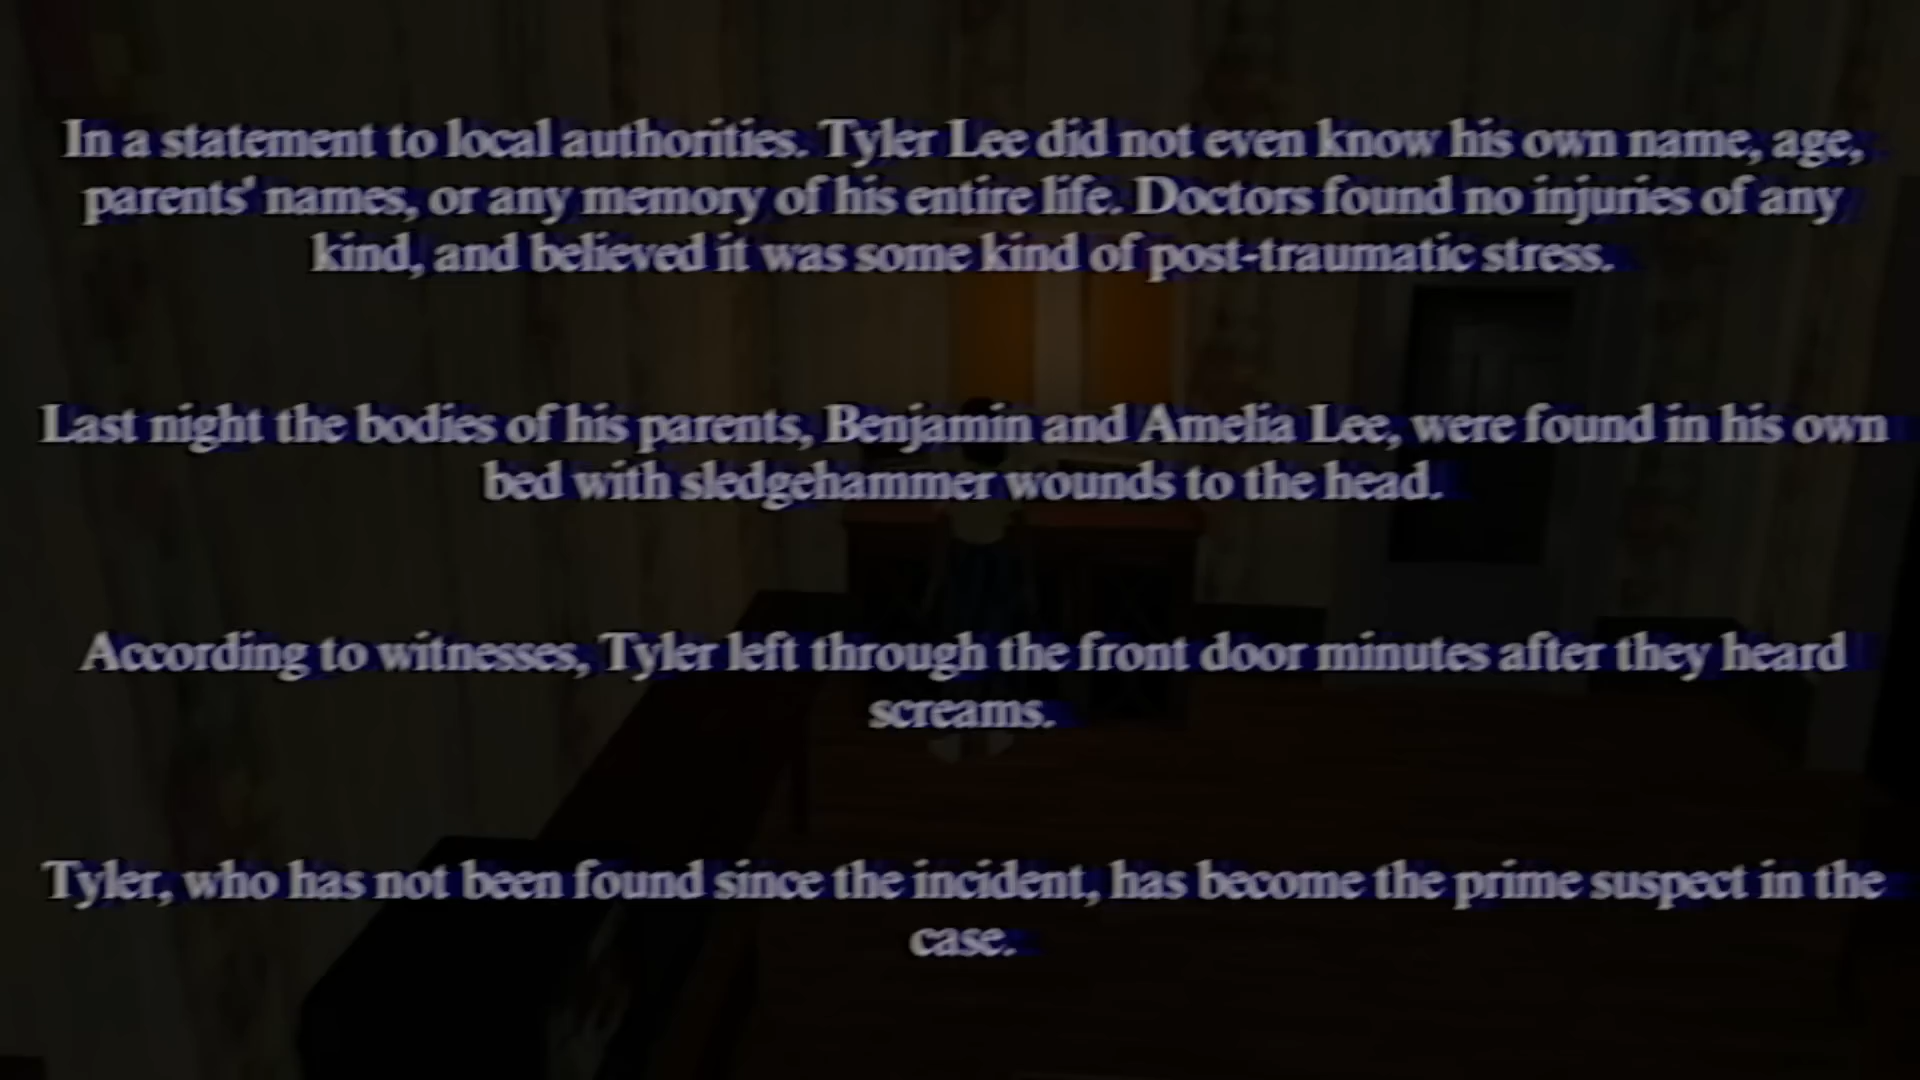 In a statement to local authorities. Tyler Lee did not even know his own name, age,
parents' names, or any memory of his entire life. Doctors found no injuries of any
kind, and believed it was some kind of post-traumatic stress.
Last night the bodies of his parents, Benjamin and Amelia Lee, were found in his own
bed with sledgehammer wounds to the head.
According to witnesses, Tyler left through the front door minutes after they heard
screams.
Tyler, who has not been found since the incident, has become the prime suspect in the
case.